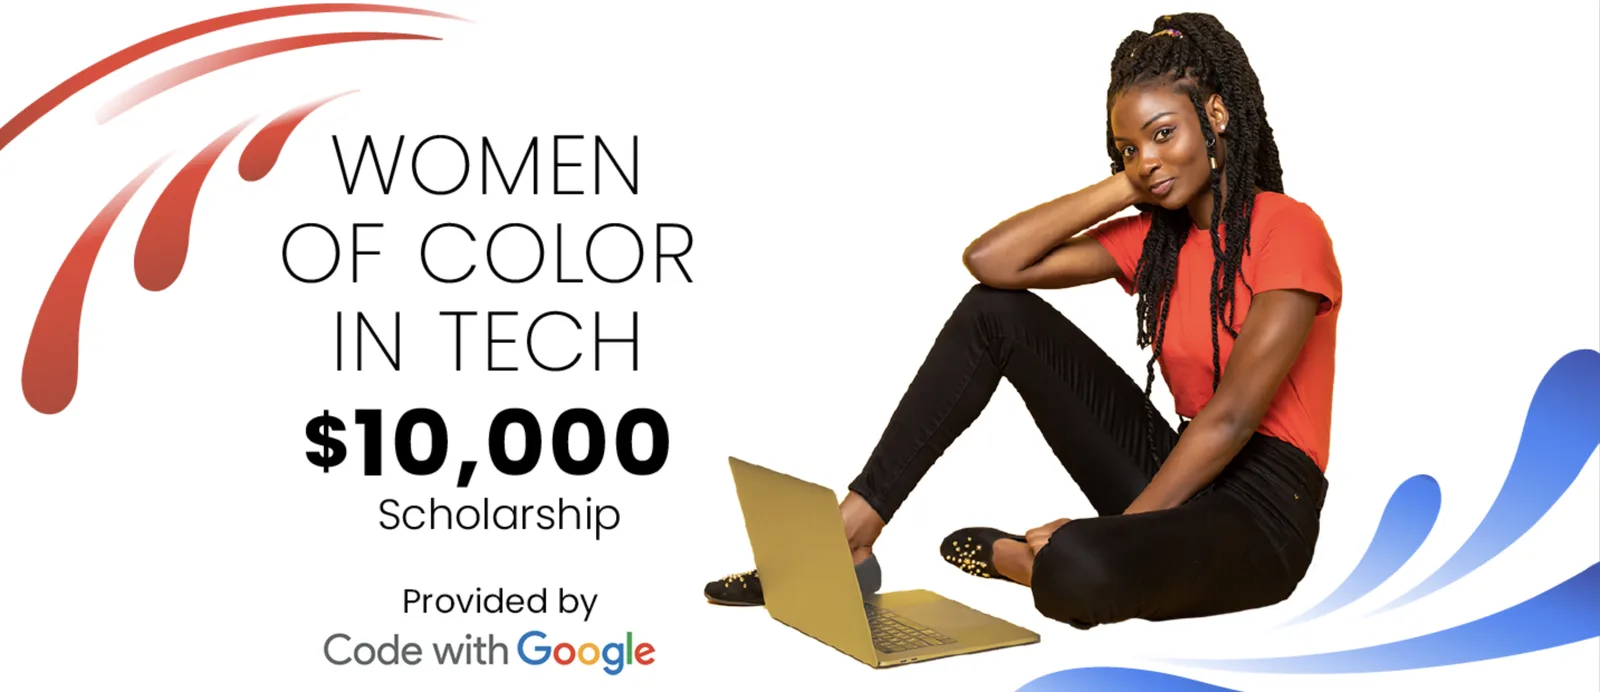 WOMEN
OF COLOR
IN TECH
$10,000
Scholarship
Provided by
Code with Google